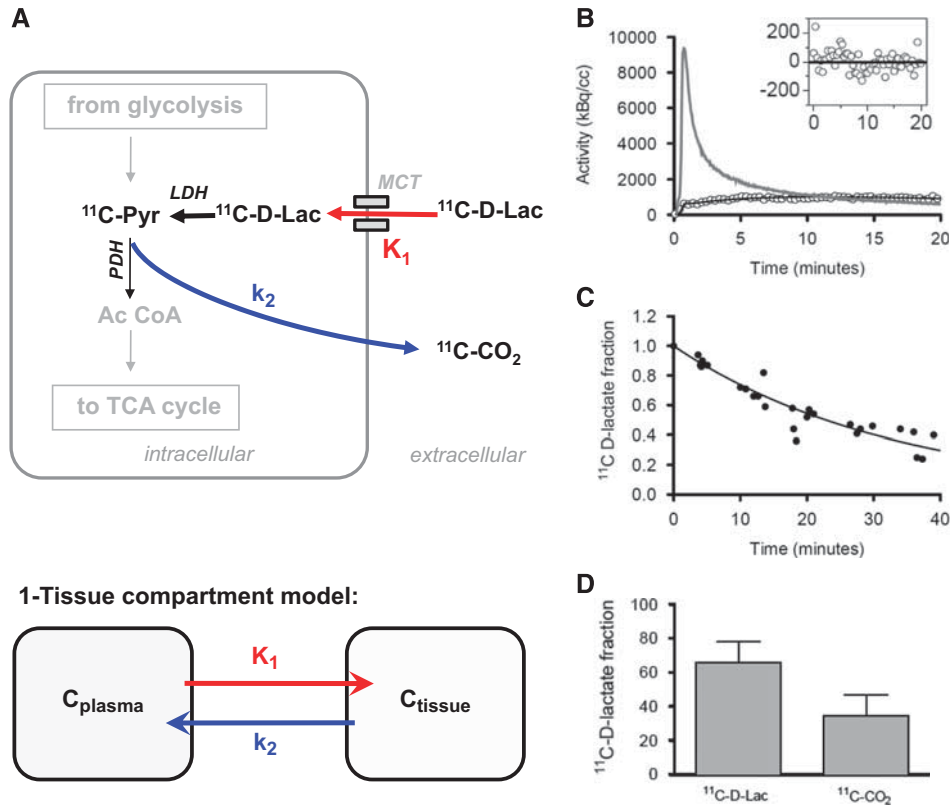 A
from glycolysis
LDH
MCT
¹¹C-Pyr
¹¹C-D-Lac
¹¹C-D-Lac
K₁
PDH
k₂
Ac CoA
¹¹C-CO₂
to TCA cycle
intracellular
extracellular
1-Tissue compartment model:
K₁
C plasma
C tissue
k₂
B
Activity (kBq/cc)
10000
8000
6000
4000
2000
0
0 5 10 15 20
Time (minutes)
200
0
-200
0 10 20
C
¹¹C D-lactate fraction
1.2
1.0
0.8
0.6
0.4
0.2
0.0
0 10 20 30 40
Time (minutes)
D
¹¹C-D-lactate fraction
100
80
60
40
20
0
¹¹C-D-Lac
¹¹C-CO₂